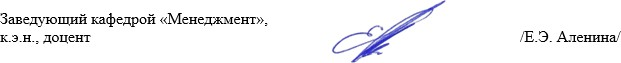 Заведующий кафедрой «Менеджмент»,
к.э.н., доцент /Е.Э. Аленина/